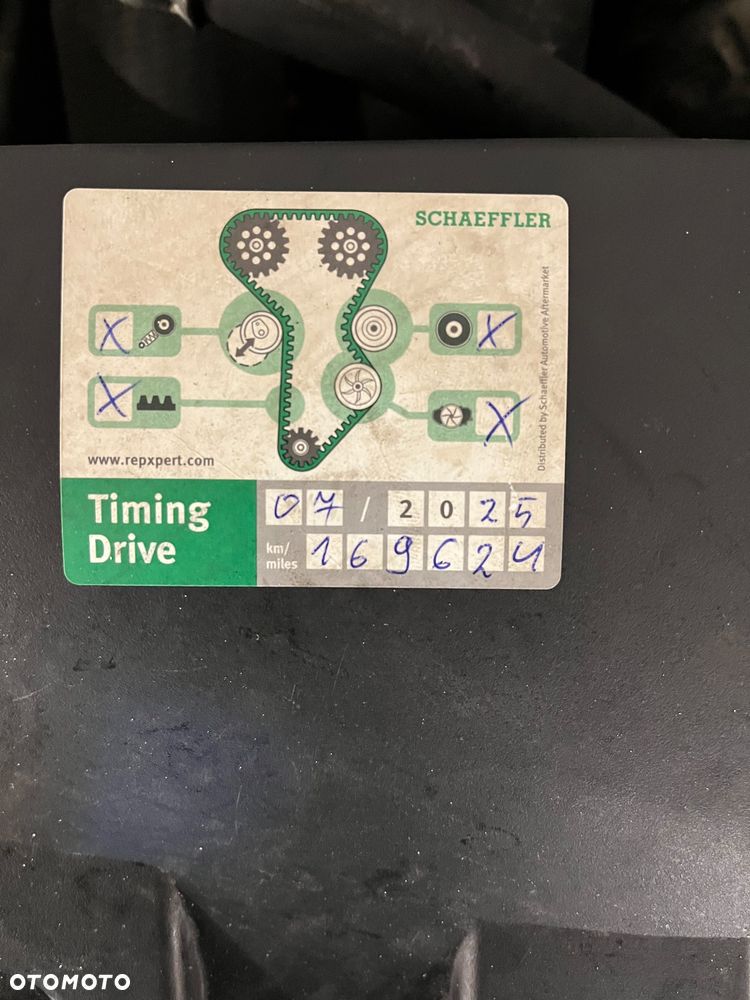 SCHAEFFLER
X
X
X
X
Distributed by Schaeffler Automotive Aftermarket
www.repxpert.com
Timing
Drive
07 / 2025
km/
miles
169624
OTOMOTO